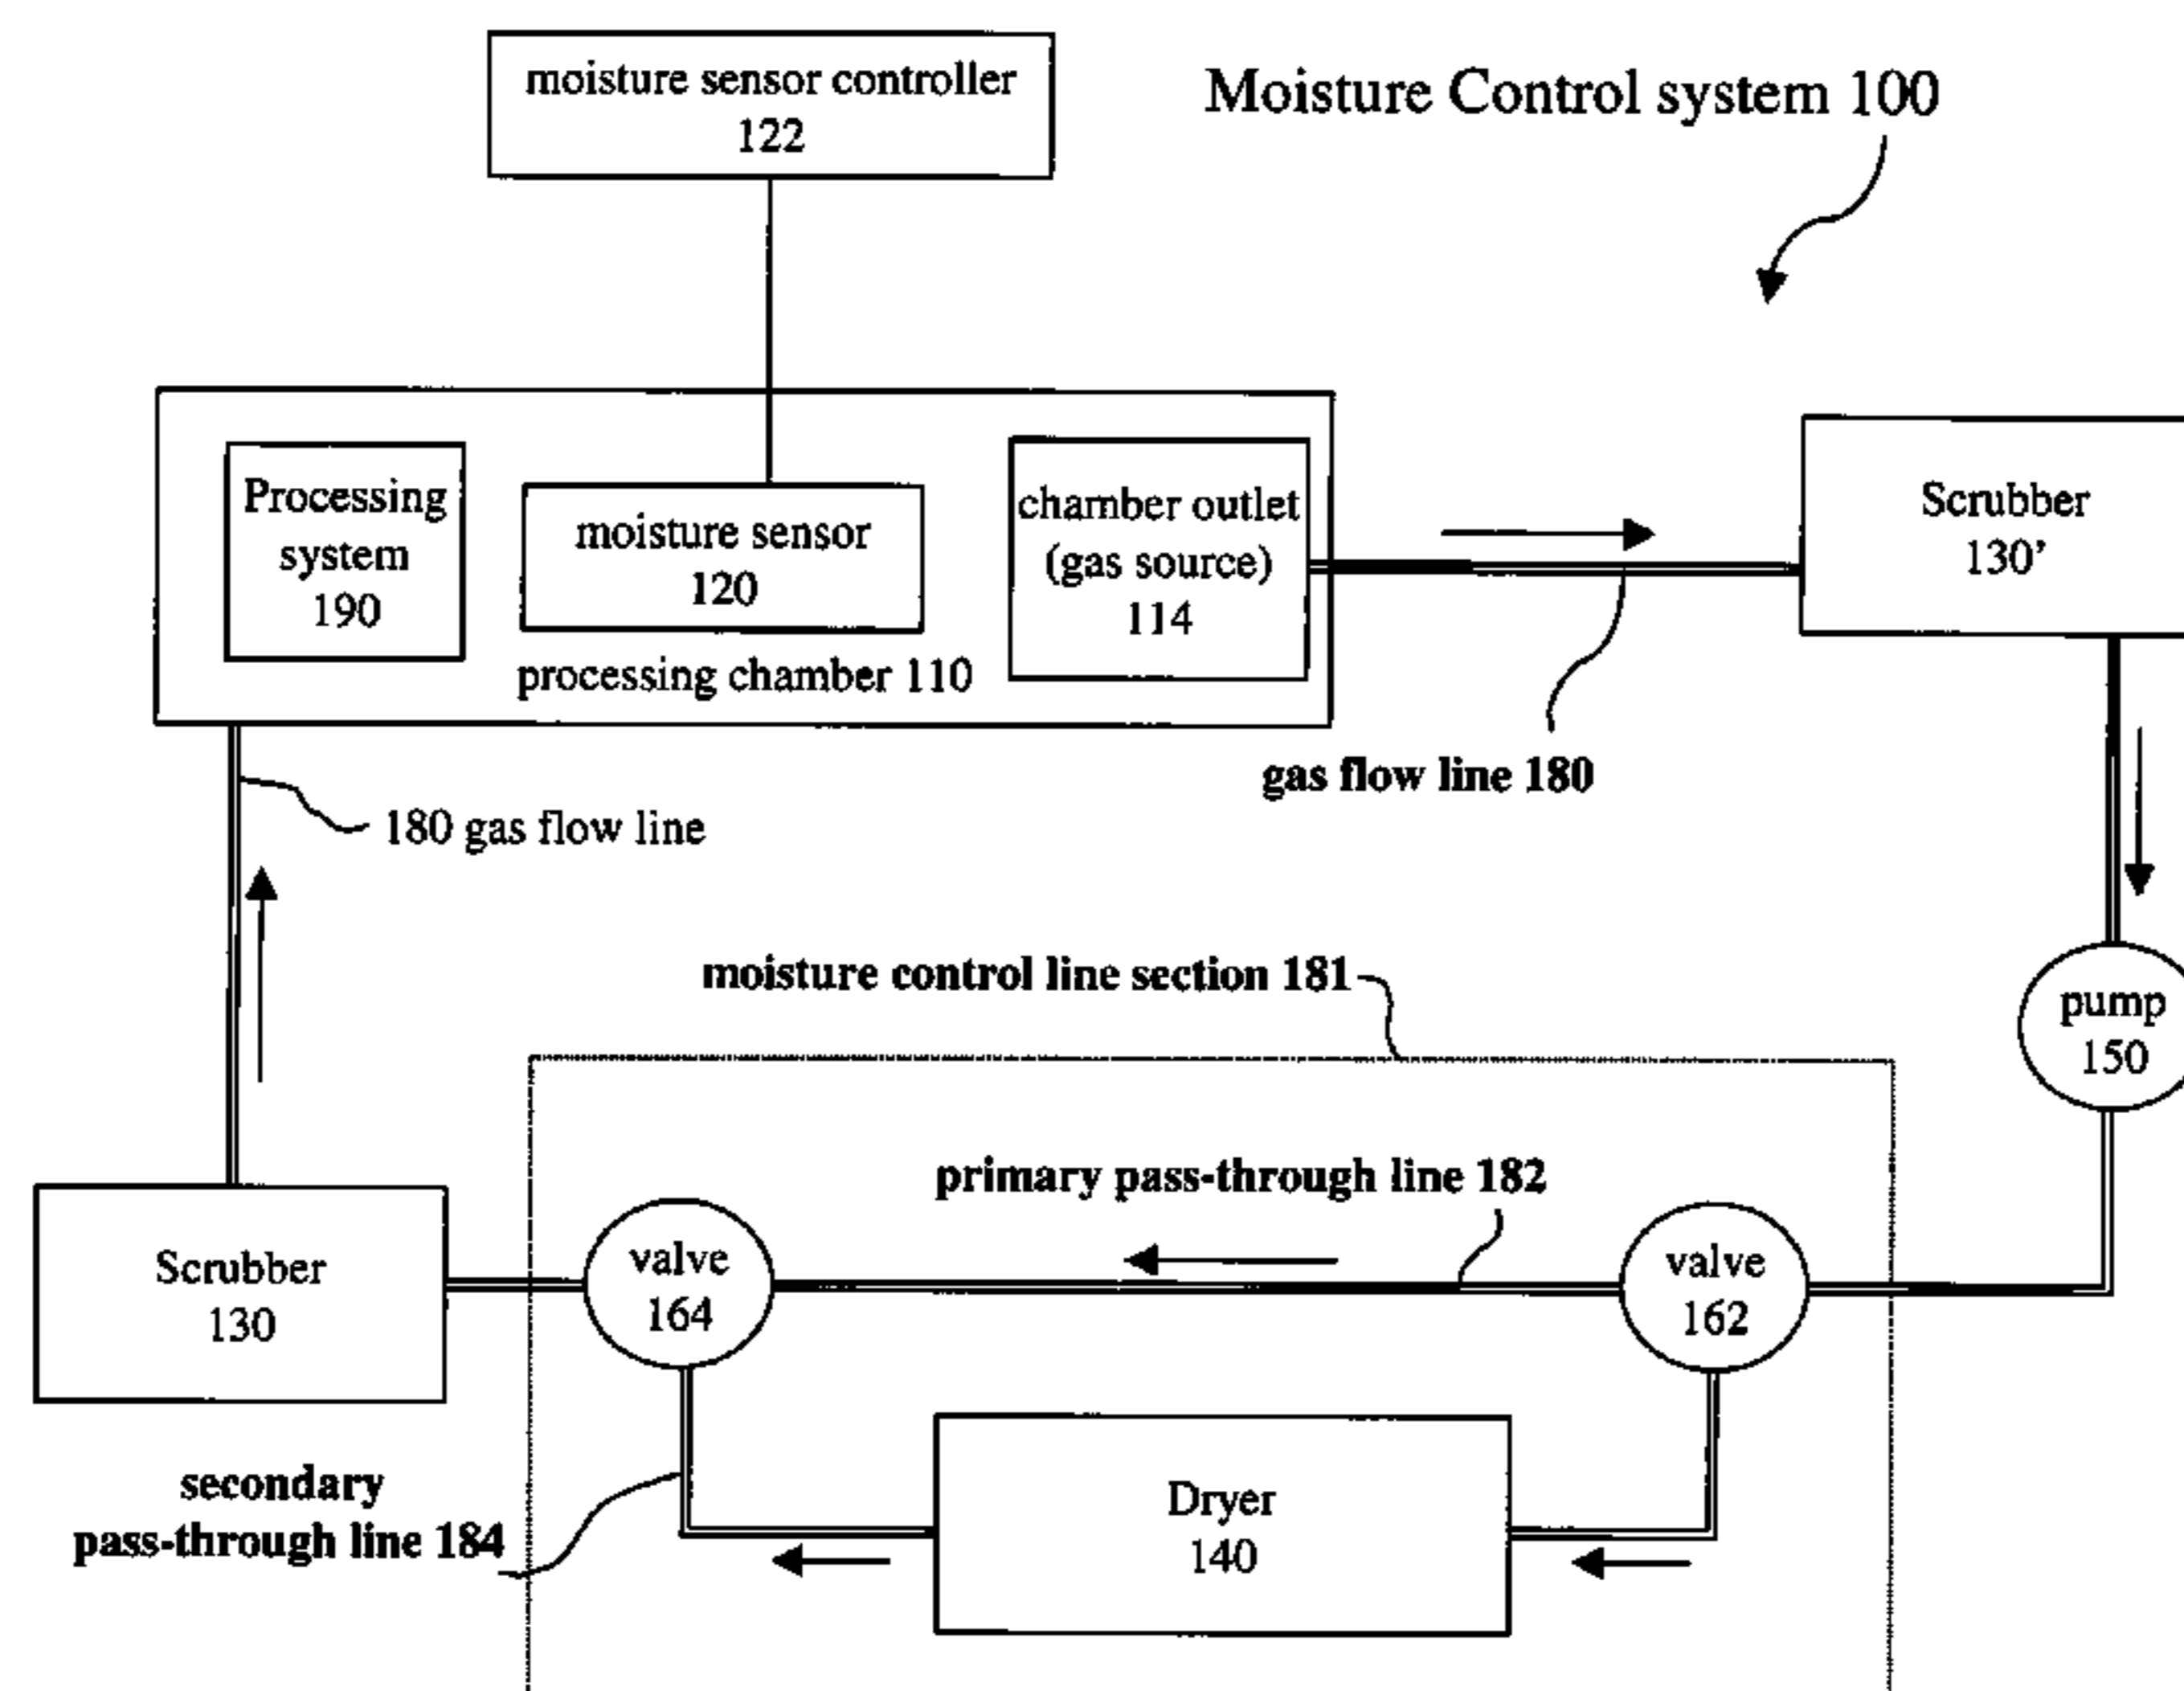 moisture sensor controller
122
Moisture Control system 100
Processing
system
190
moisture sensor
120
processing chamber 110
chamber outlet
(gas source)
114
Scrubber
130’
gas flow line 180
180 gas flow line
pump
150
moisture control line section 181
primary pass-through line 182
Scrubber
130
valve
164
valve
162
secondary
pass-through line 184
Dryer
140